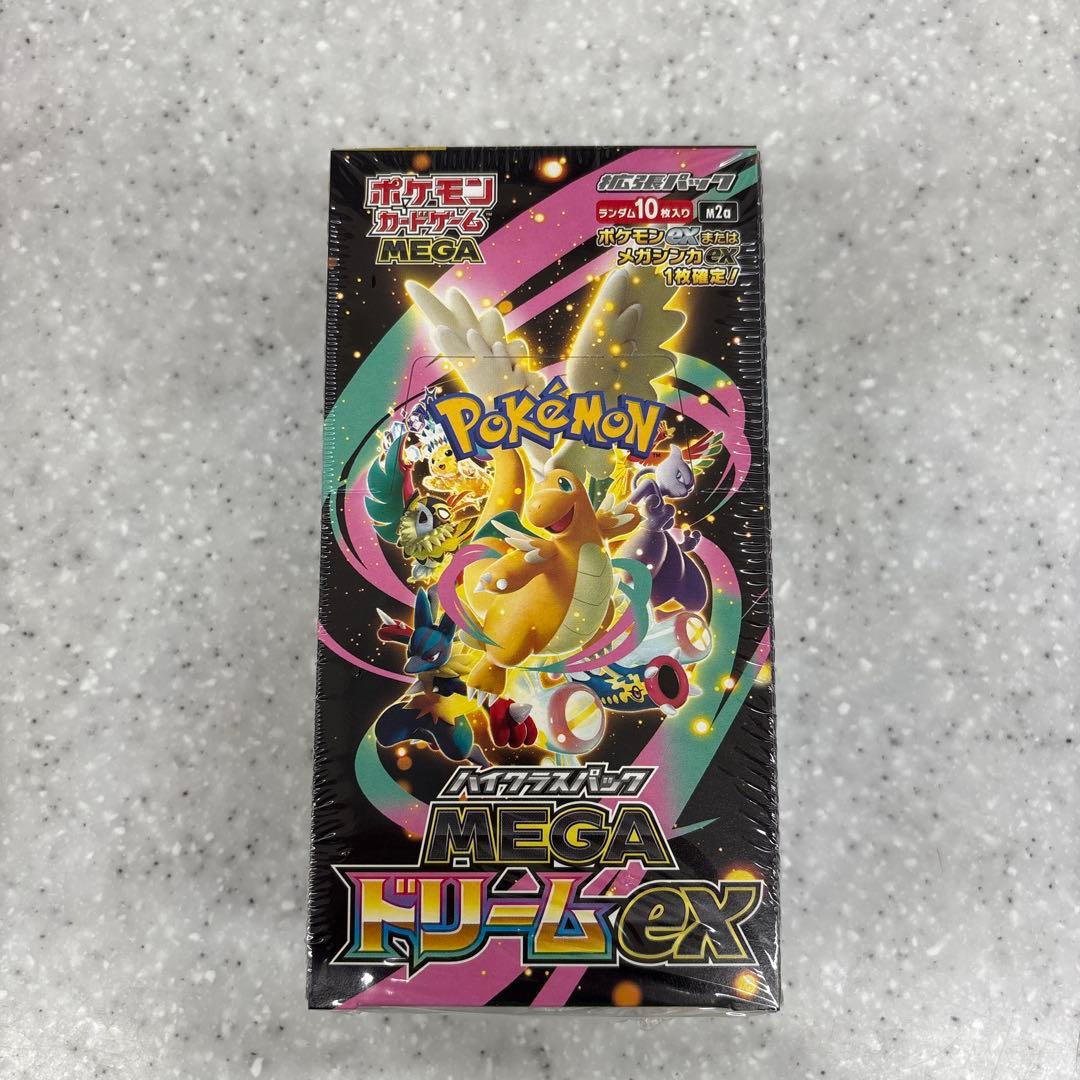 ポケモン
カードゲーム
MEGA
拡張パック
ランダム10枚入り M2a
ポケモンexまたは
メガシンカex
1枚確定!
POKéMON
ハイクラスパック
MEGA
ドリームex